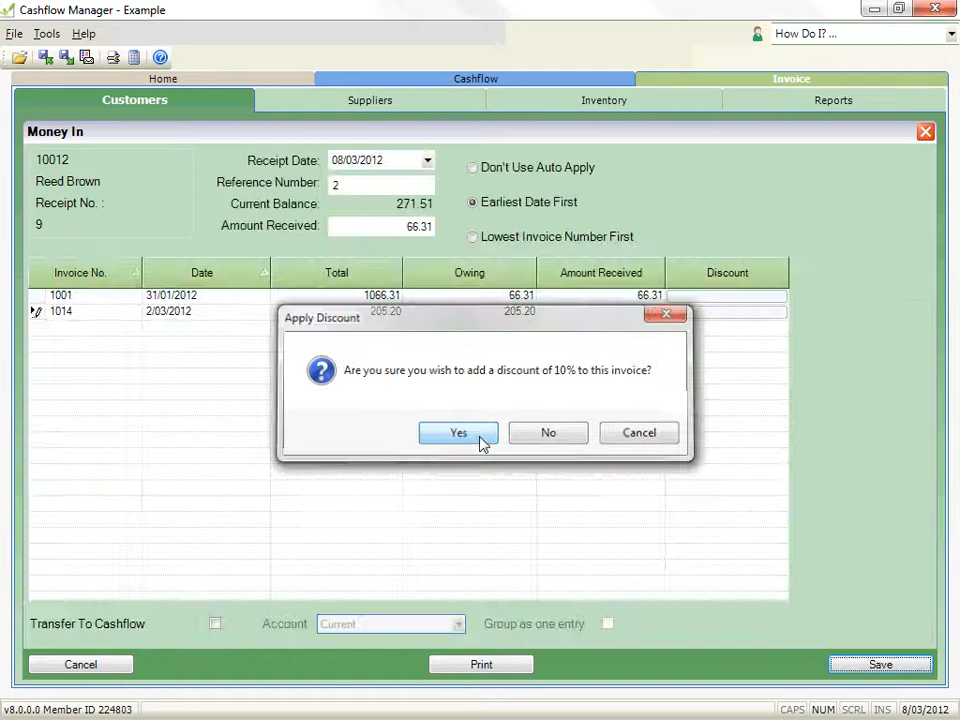 Cashflow Manager - Example
File Tools Help
How Do I? ...
Home Cashflow Invoice
Customers Suppliers Inventory Reports
Money In
10012
Reed Brown
Receipt No. :
9
Receipt Date: 08/03/2012
Reference Number: 2
Current Balance: 271.51
Amount Received: 66.31
Don't Use Auto Apply
Earliest Date First
Lowest Invoice Number First
Invoice No. Date Total Owing Amount Received Discount
1001 31/01/2012 1066.31 66.31 66.31
1014 2/03/2012 205.20 205.20
Apply Discount
Are you sure you wish to add a discount of 10% to this invoice?
Yes No Cancel
Transfer To Cashflow Account Current Group as one entry
Cancel Print Save
v8.0.0.0 Member ID 224803 CAPS NUM SCRL INS 8/03/2012